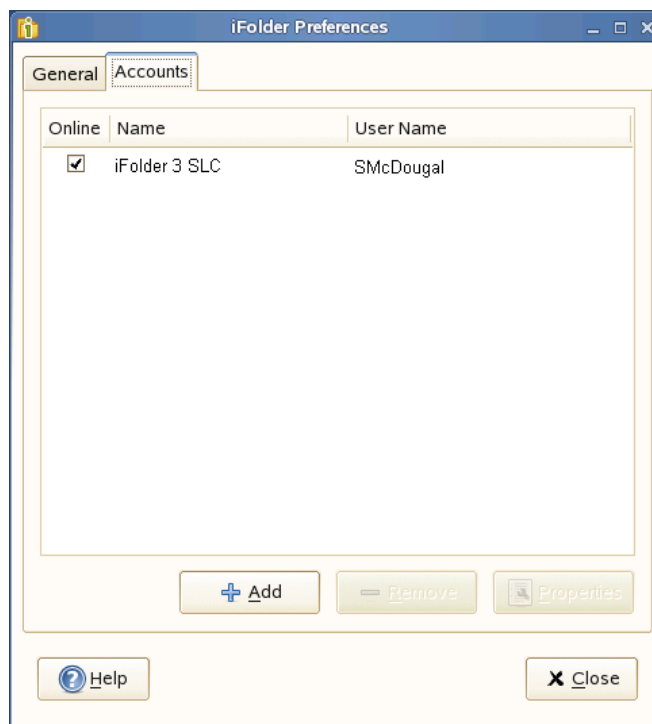 iFolder Preferences
General Accounts
Online Name User Name
iFolder 3 SLC SMcDougal
Add Remove Properties
Help Close